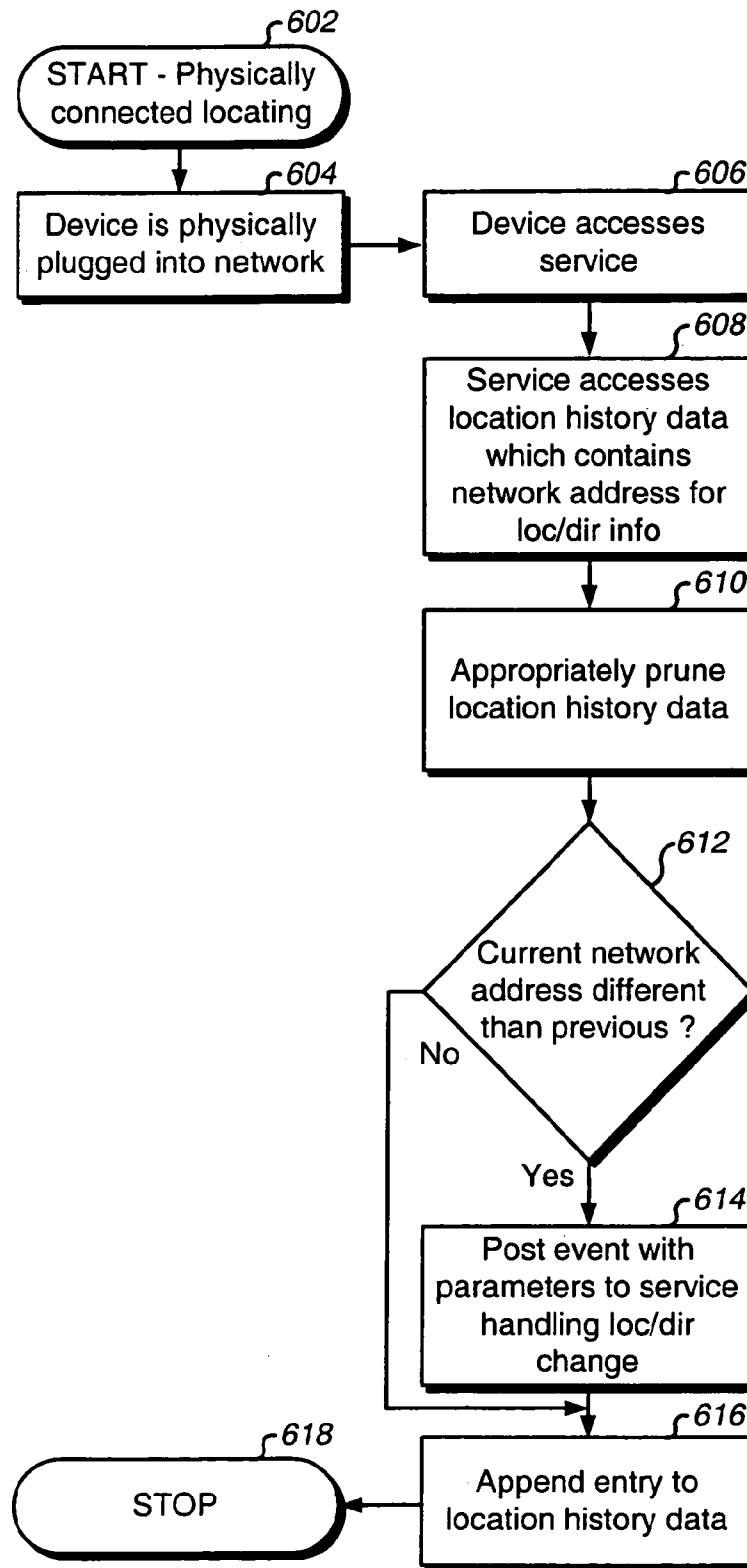 602
START - Physically
connected locating
604
Device is physically
plugged into network
606
Device accesses
service
608
Service accesses
location history data
which contains
network address for
loc/dir info
610
Appropriately prune
location history data
612
Current network
address different
than previous ?
No
Yes
614
Post event with
parameters to service
handling loc/dir
change
616
Append entry to
location history data
618
STOP